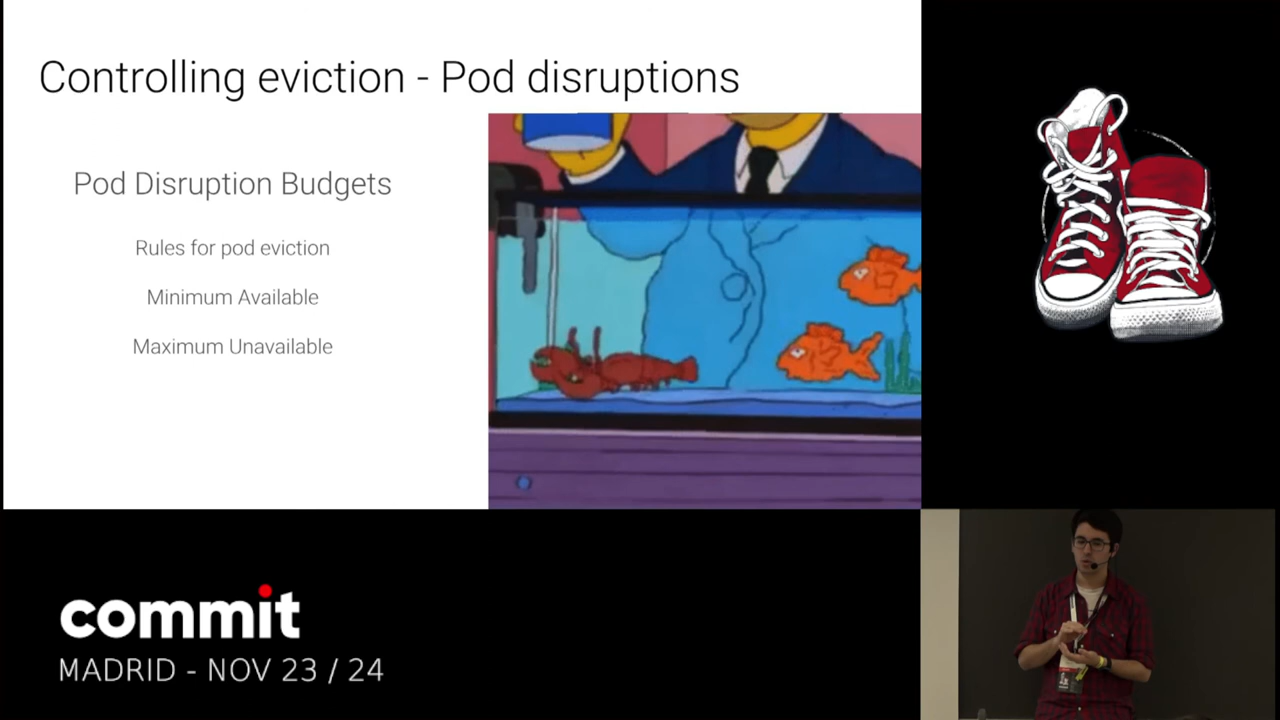 Controlling eviction - Pod disruptions
Pod Disruption Budgets
Rules for pod eviction
Minimum Available
Maximum Unavailable
commit
MADRID - NOV 23 / 24